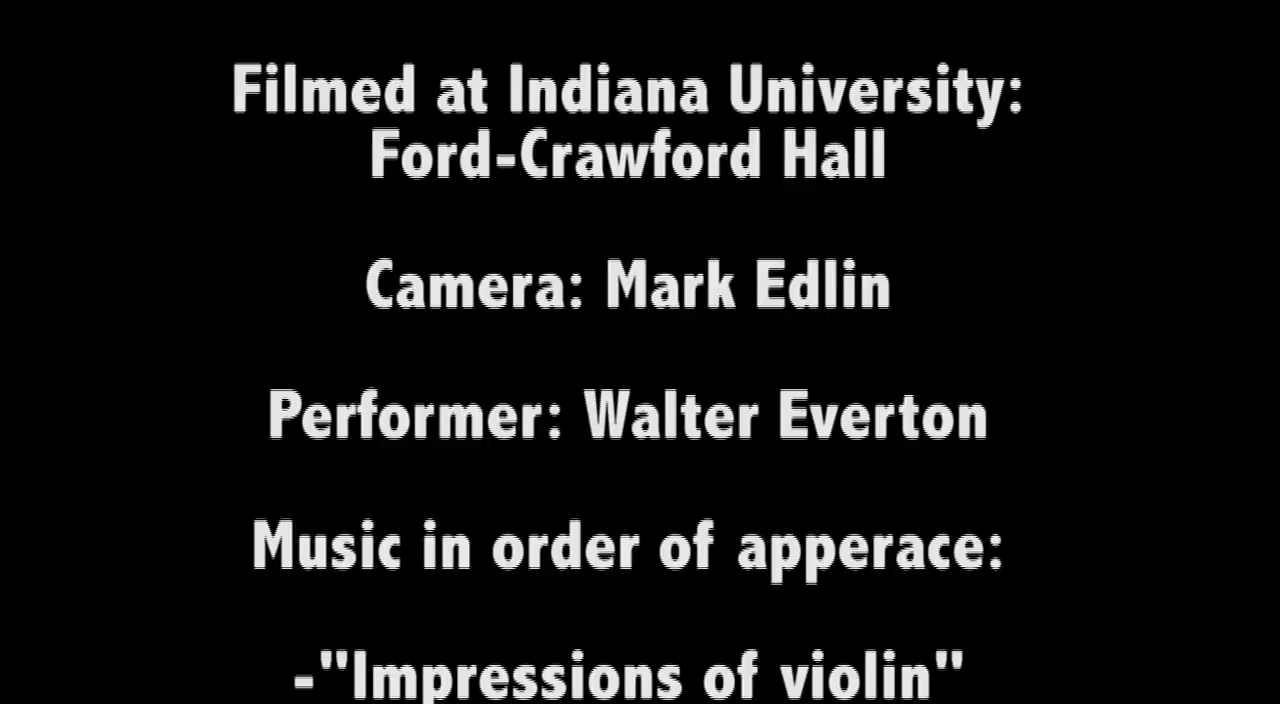 Filmed at Indiana University:
Ford-Crawford Hall
Camera: Mark Edlin
Performer: Walter Everton
Music in order of apperace:
-"Impressions of violin"